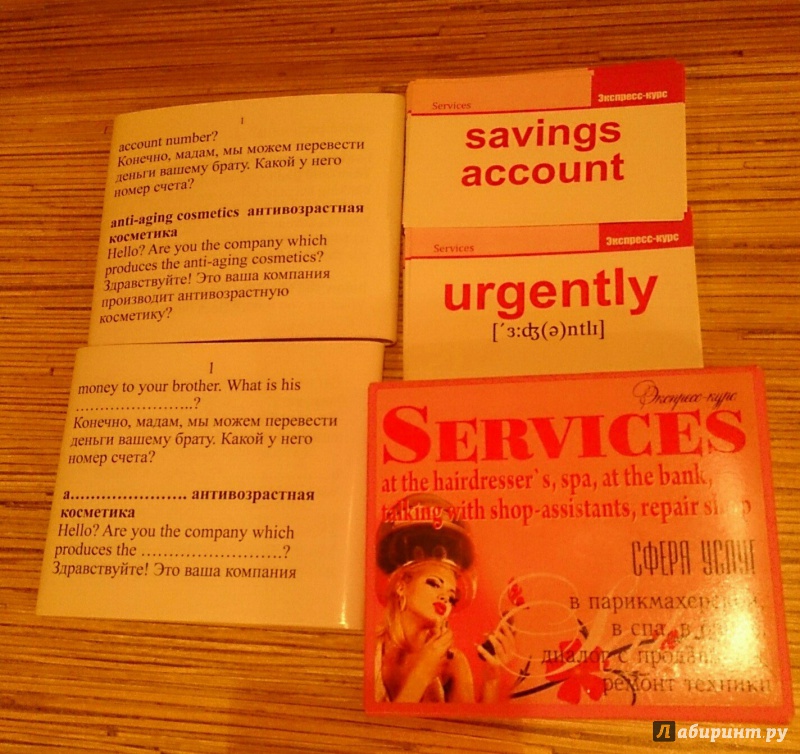 1
account number?
Конечно, мадам, мы можем перевести
деньги вашему брату. Какой у него
номер счета?
anti-aging cosmetics антивозрастная
косметика
Hello? Are you the company which
produces the anti-aging cosmetics?
Здравствуйте! Это ваша компания
производит антивозрастную
косметику?
Services
Экспресс-курс
savings
account
Services
Экспресс-курс
urgently
[´ɜ:ʤ(ə)ntlɪ]
1
money to your brother. What is his
…………………..?
Конечно, мадам, мы можем перевести
деньги вашему брату. Какой у него
номер счета?
a…………………. антивозрастная
косметика
Hello? Are you the company which
produces the ……………………?
Здравствуйте! Это ваша компания
Экспресс-курс
SERVICES
at the hairdresser`s, spa, at the bank,
talking with shop-assistants, repair shop
СФЕРА УСЛУГ
в парикмахерской,
в спа, в
диалог с
ремонт техники
Лабиринт.ру